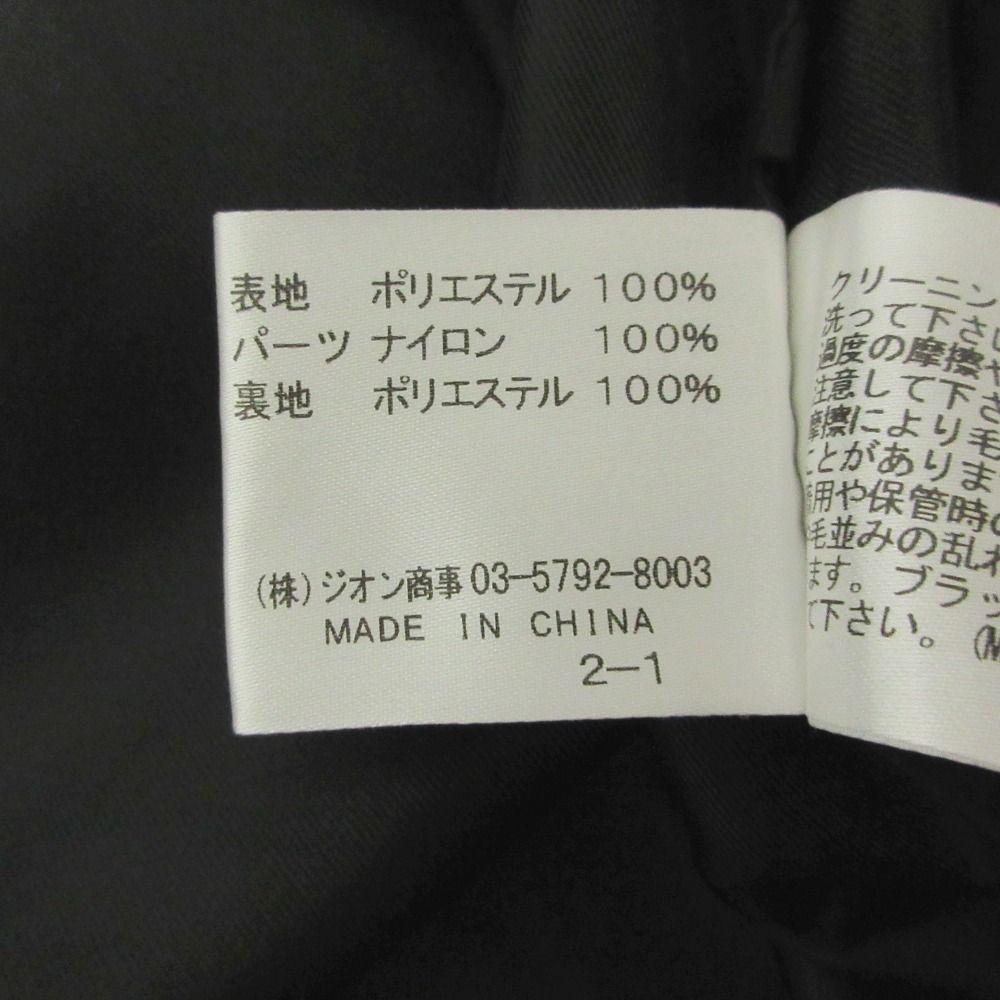 表地 ポリエステル 100%
パーツ ナイロン 100%
裏地 ポリエステル 100%
(株)ジオン商事 03-5792-8003
MADE IN CHINA
2-1
クリーニン
洗って下さ
過度の摩擦や
注意して下さ
摩擦により毛
ことがありま
着用や保管時の
毛並みの乱れ
ます。ブラッ
て下さい。
(M